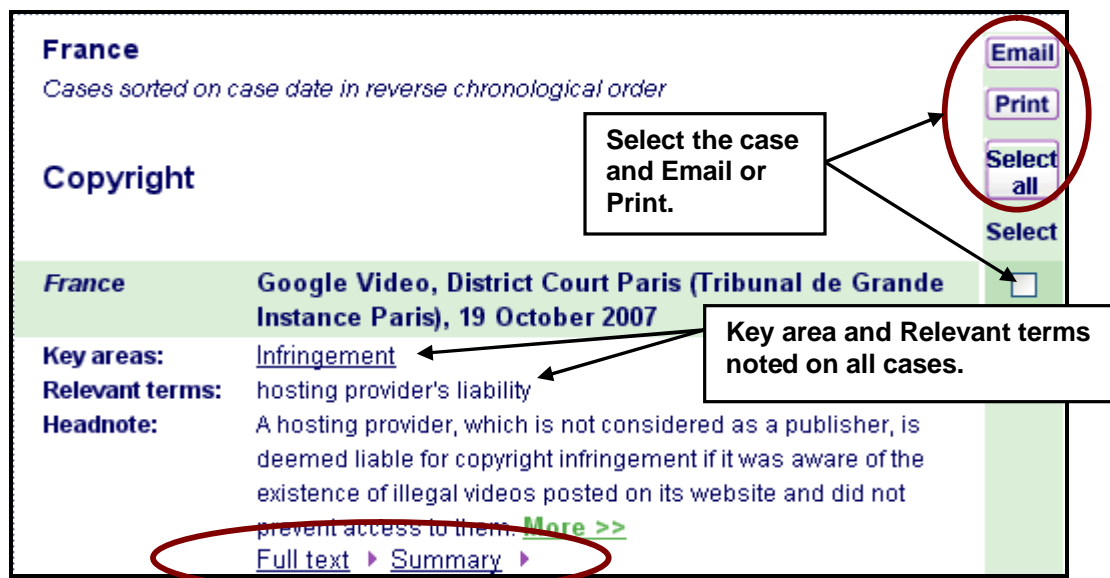 France
Email
Cases sorted on case date in reverse chronological order
Print
Select the case
and Email or
Print.
Copyright
Select
all
Select
France
Google Video, District Court Paris (Tribunal de Grande
Instance Paris), 19 October 2007
Key area and Relevant terms
noted on all cases.
Key areas:
Infringement
Relevant terms:
hosting provider's liability
Headnote:
A hosting provider, which is not considered as a publisher, is
deemed liable for copyright infringement if it was aware of the
existence of illegal videos posted on its website and did not
prevent access to them. More >>
Full text Summary